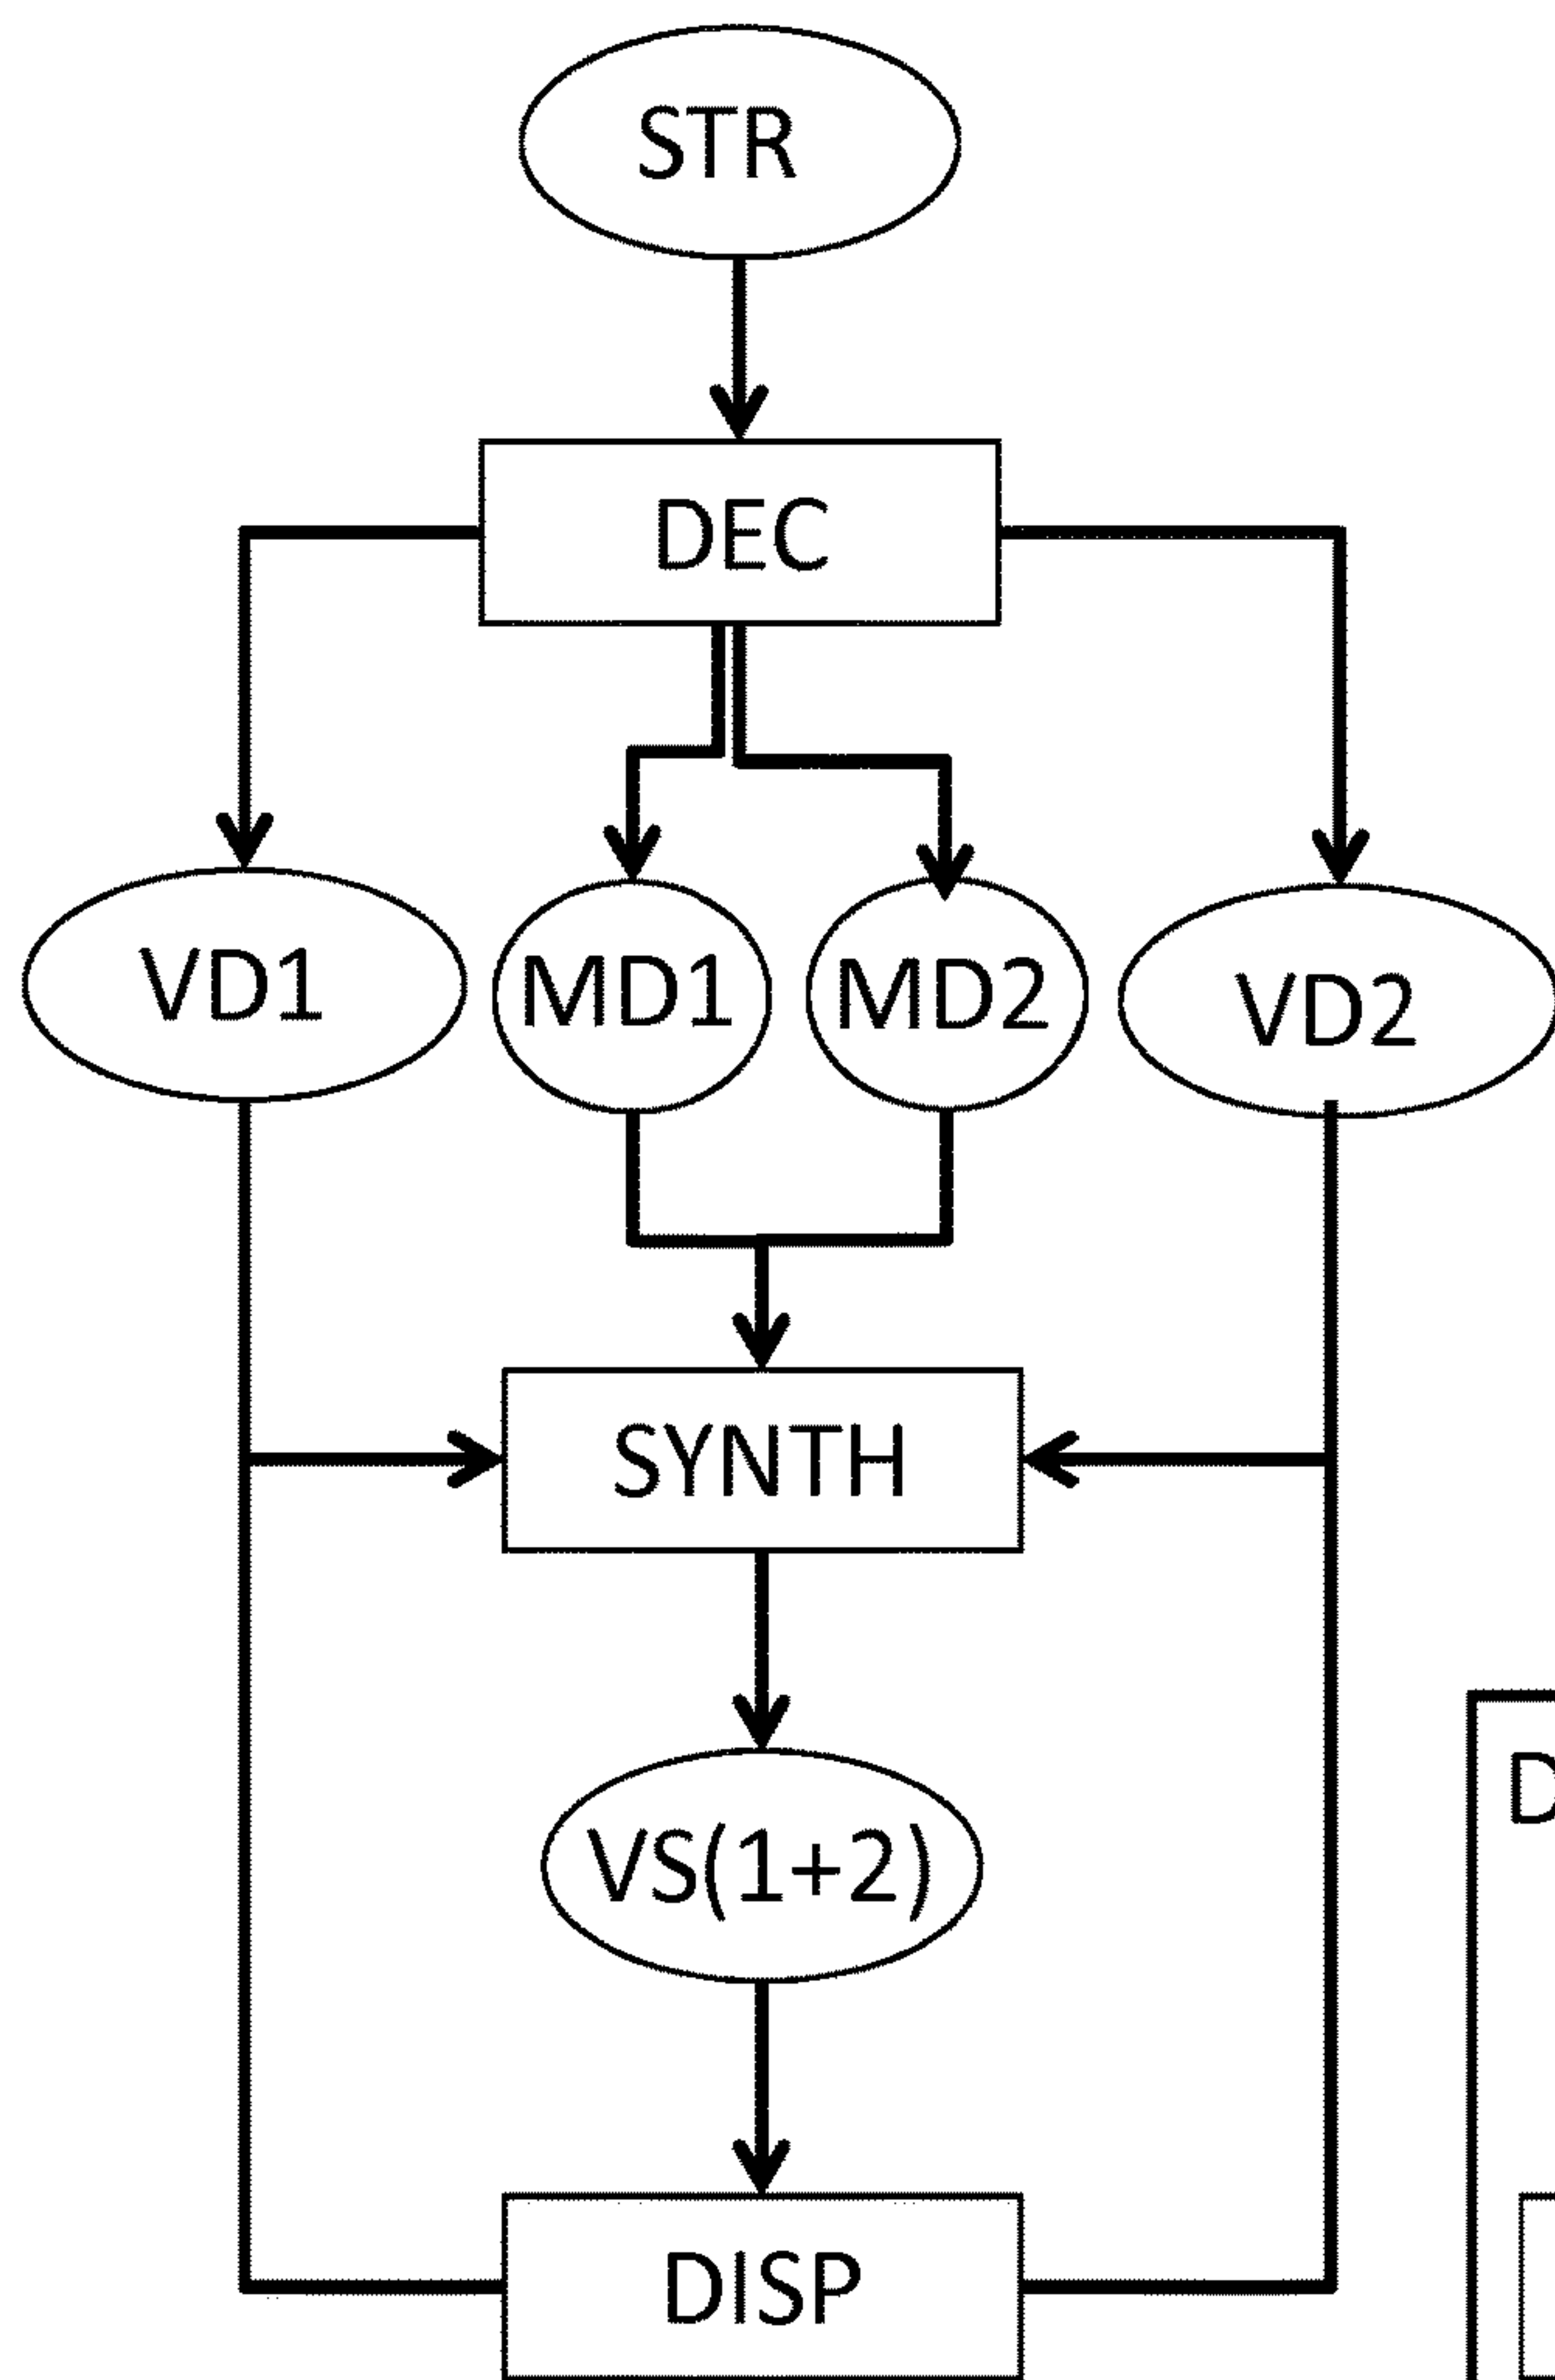 STR
DEC
VD1
MD1
MD2
VD2
SYNTH
VS(1+2)
DISP